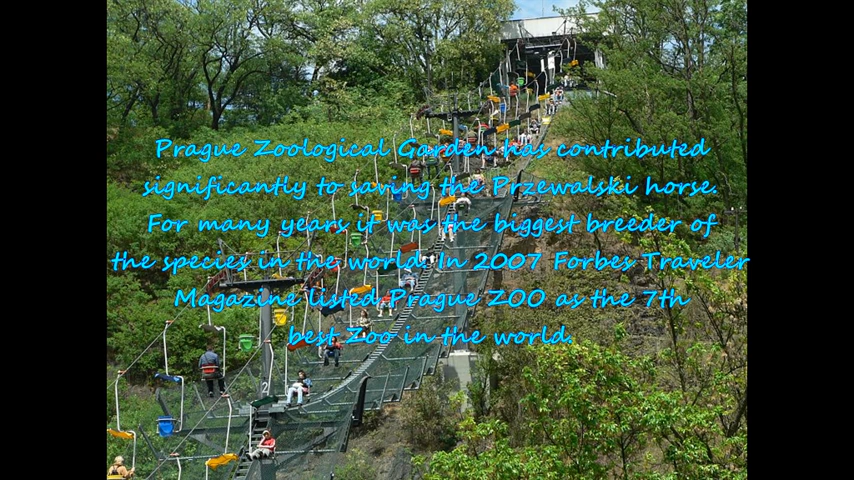 Prague Zoological Garden has contributed
significantly to saving the Przewalski horse.
For many years it was the biggest breeder of
the species in the world. In 2007 Forbes Traveler
Magazine listed Prague ZOO as the 7th
best Zoo in the world.
2